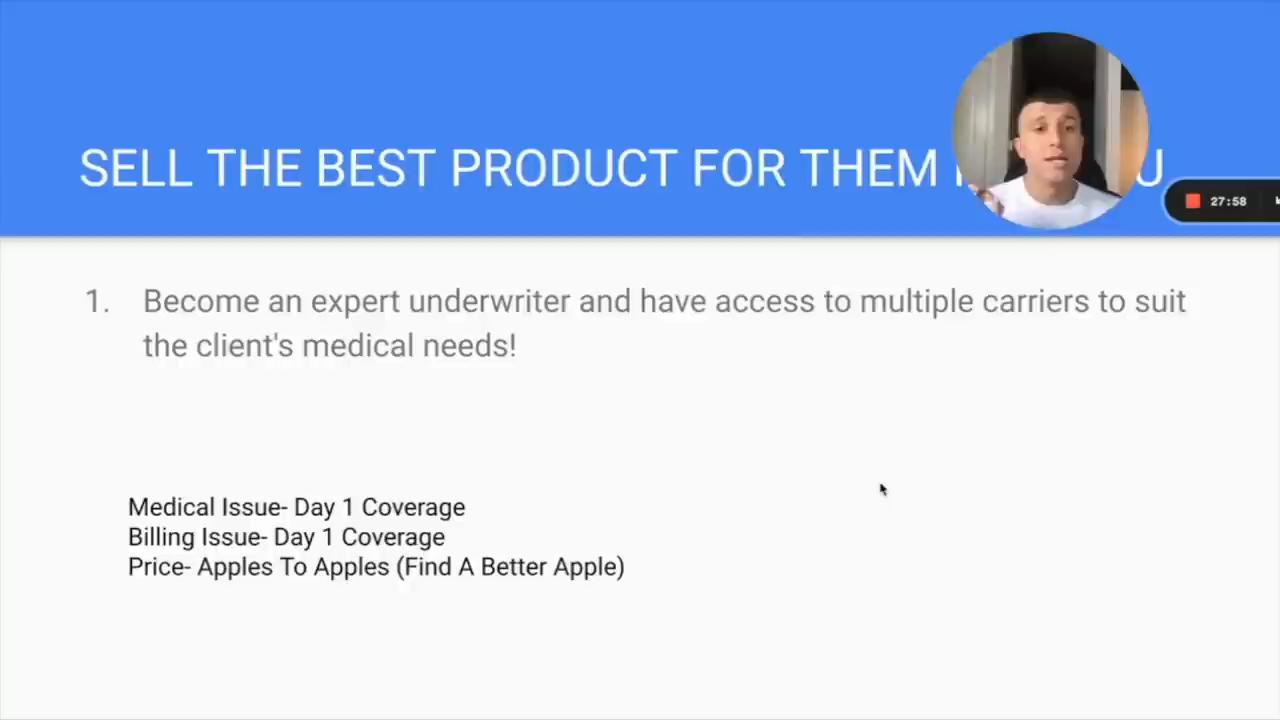 SELL THE BEST PRODUCT FOR THEM
27:58
1. Become an expert underwriter and have access to multiple carriers to suit
the client's medical needs!
Medical Issue- Day 1 Coverage
Billing Issue- Day 1 Coverage
Price- Apples To Apples (Find A Better Apple)